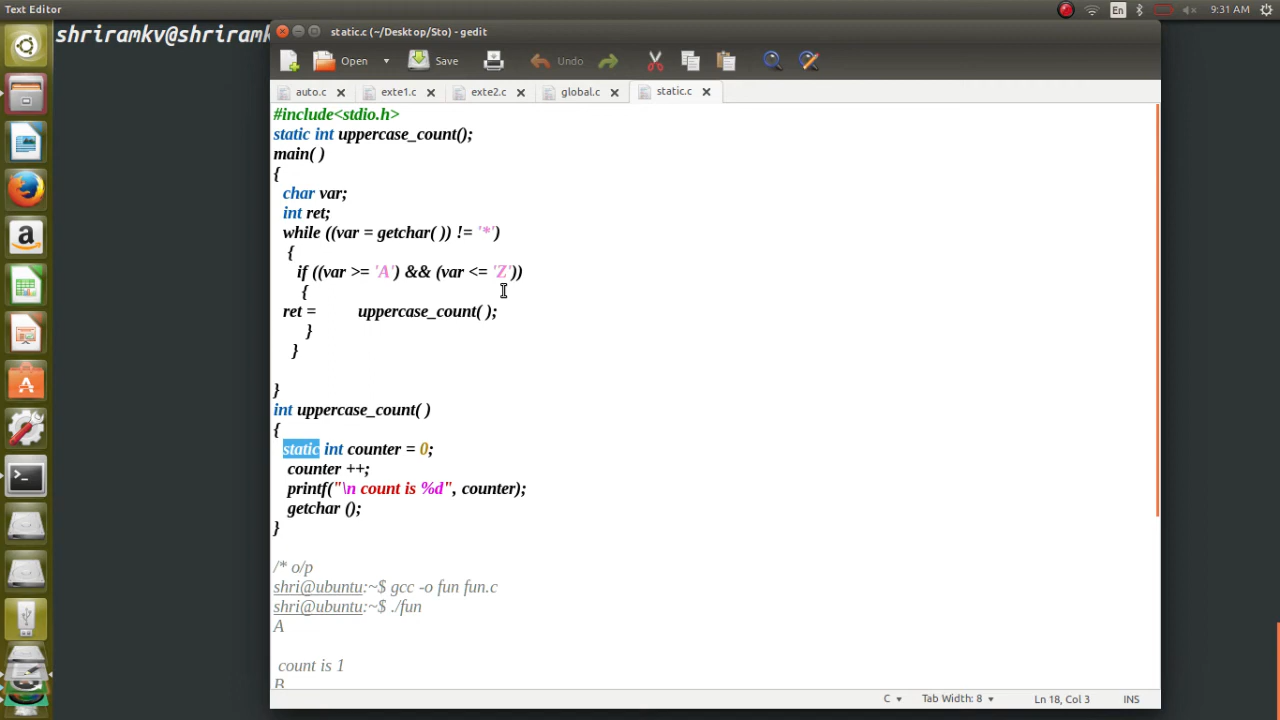 Text Editor
En
9:31 AM
shriramkv@shriramk
static.c (~/Desktop/Sto) - gedit
Open
Save
Undo
auto.c
exte1.c
exte2.c
global.c
static.c
#include<stdio.h>
static int uppercase_count();
main( )
{
char var;
int ret;
while ((var = getchar( )) != '*')
{
if ((var >= 'A') && (var <= 'Z'))
{
ret = uppercase_count( );
}
}
}
int uppercase_count( )
{
static int counter = 0;
counter ++;
printf("\n count is %d", counter);
getchar ();
}
/* o/p
shri@ubuntu:~$ gcc -o fun fun.c
shri@ubuntu:~$ ./fun
A
count is 1
B
C
Tab Width: 8
Ln 18, Col 3
INS